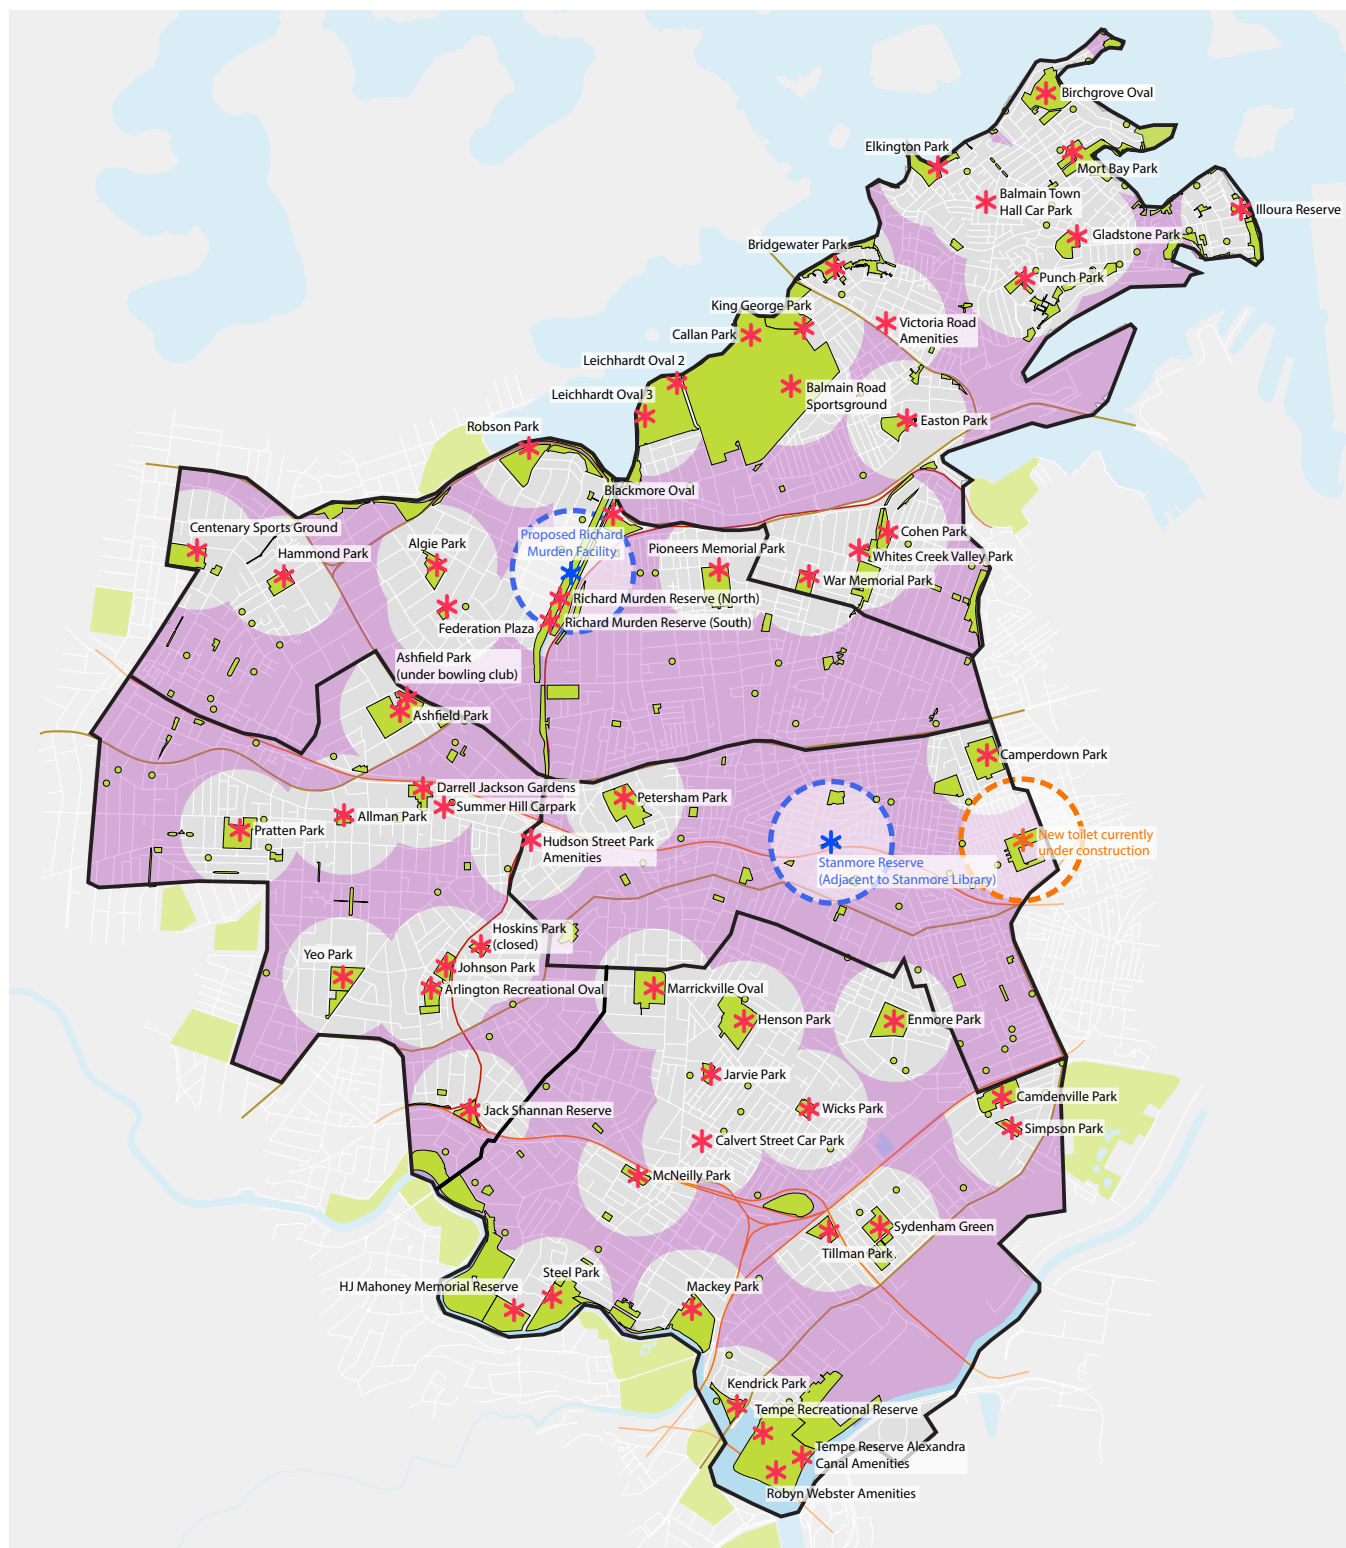 Birchgrove Oval
Elkington Park
Mort Bay Park
Balmain Town
Hall Car Park
Illoura Reserve
Gladstone Park
Bridgewater Park
Punch Park
King George Park
Victoria Road
Amenities
Callan Park
Leichhardt Oval 2
Balmain Road
Sportsground
Leichhardt Oval 3
Easton Park
Robson Park
Blackmore Oval
Centenary Sports Ground
Proposed Richard
Murden Facility
Cohen Park
Hammond Park
Algie Park
Pioneers Memorial Park
Whites Creek Valley Park
War Memorial Park
Richard Murden Reserve (North)
Federation Plaza
Richard Murden Reserve (South)
Ashfield Park
(under bowling club)
Ashfield Park
Camperdown Park
Darrell Jackson Gardens
Petersham Park
Summer Hill Carpark
Allman Park
Pratten Park
Hudson Street Park
Amenities
New toilet currently
under construction
Stanmore Reserve
(Adjacent to Stanmore Library)
Hoskins Park
(closed)
Yeo Park
Johnson Park
Arlington Recreational Oval
Marrickville Oval
Henson Park
Enmore Park
Jarvie Park
Camdenville Park
Jack Shannan Reserve
Wicks Park
Simpson Park
Calvert Street Car Park
McNeilly Park
Sydenham Green
Tillman Park
Steel Park
HJ Mahoney Memorial Reserve
Mackey Park
Kendrick Park
Tempe Recreational Reserve
Tempe Reserve Alexandra
Canal Amenities
Robyn Webster Amenities